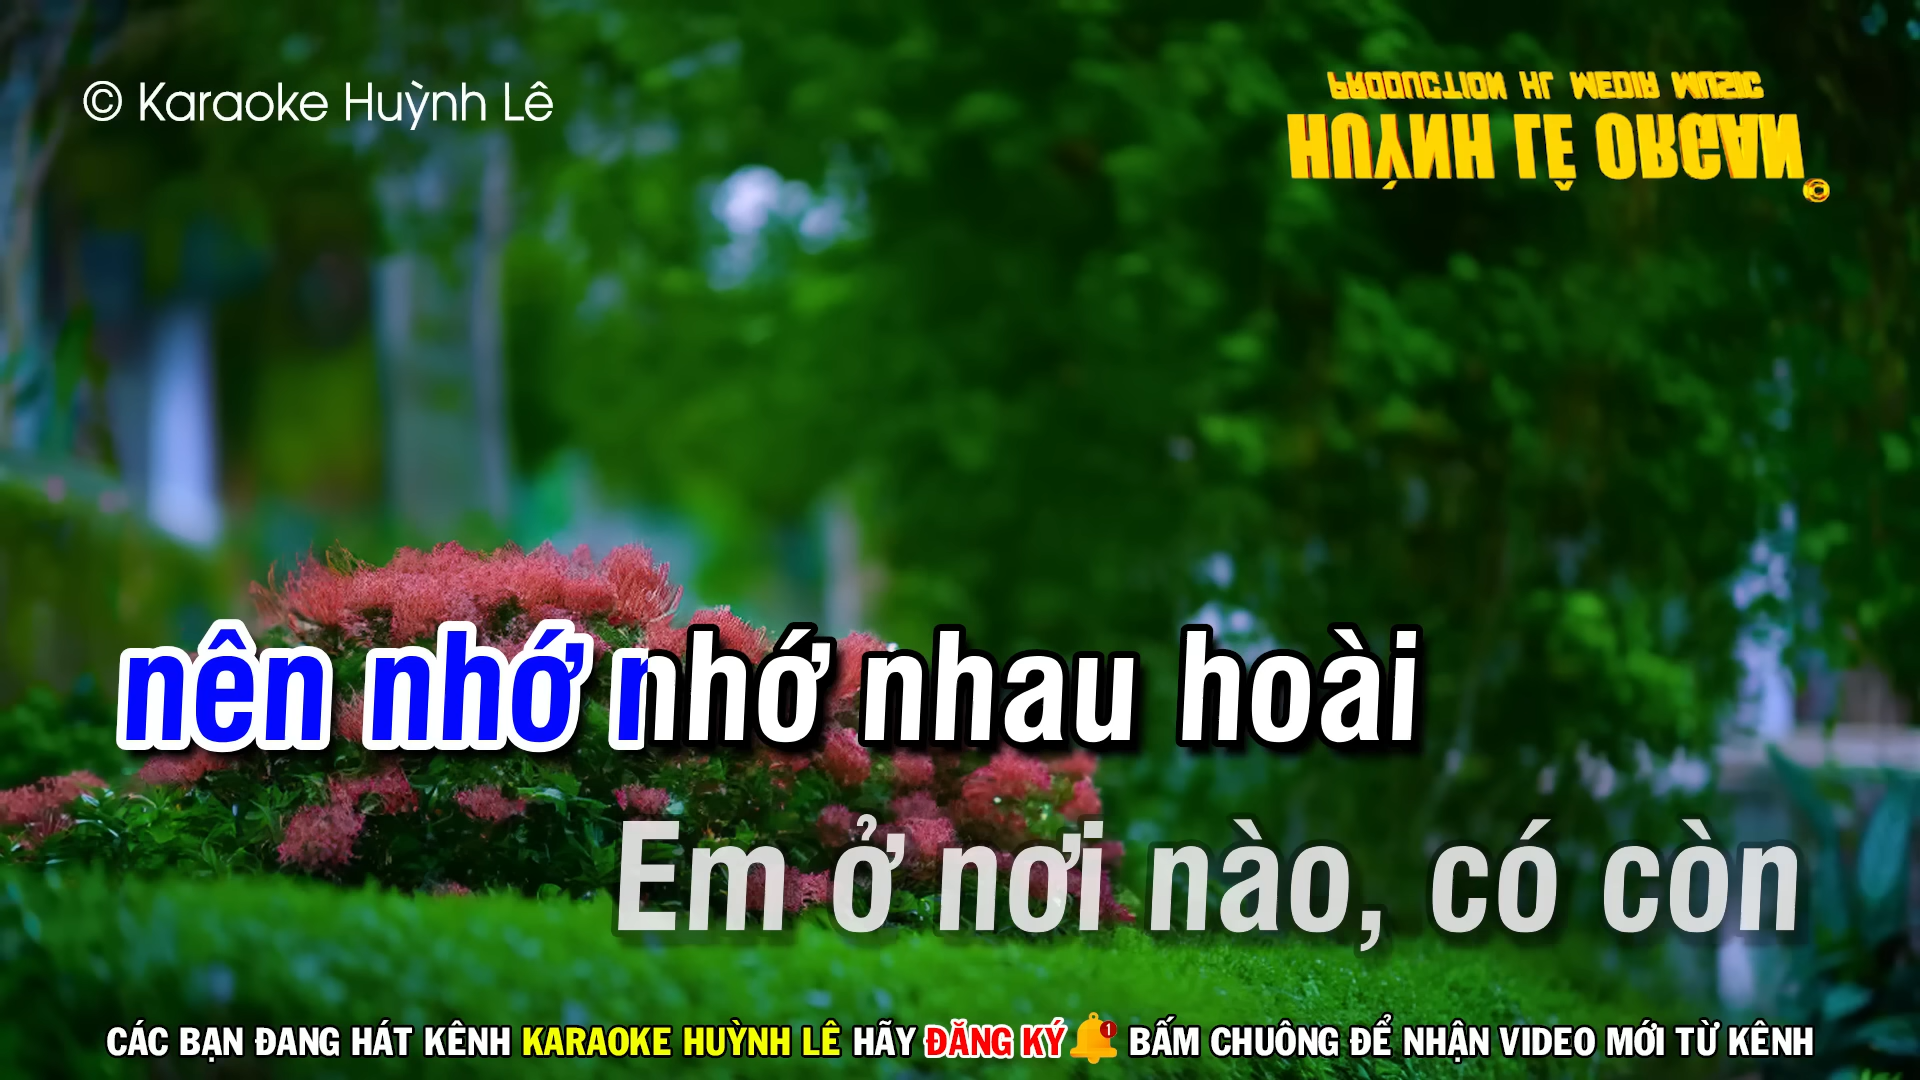 © Karaoke Huỳnh Lê
PRODUCTION HL MEDIA MUSIC
HUỲNH LÊ ORGAN
©
nên nhớ nhớ nhau hoài
Em ở nơi nào, có còn
CÁC BẠN ĐANG HÁT KÊNH KARAOKE HUỲNH LÊ HÃY ĐĂNG KÝ 1 BẤM CHUÔNG ĐỂ NHẬN VIDEO MỚI TỪ KÊNH